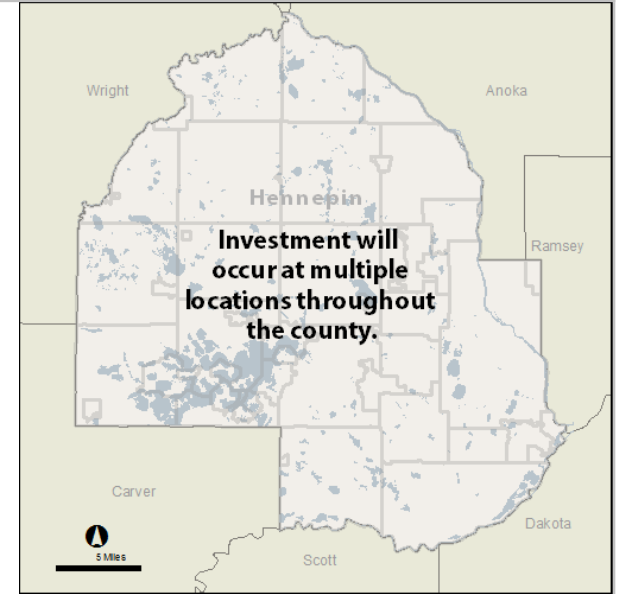 Wright
Anoka
Hennepin
Investment will
occur at multiple
locations throughout
the county.
Ramsey
Carver
Dakota
Scott
5 Miles